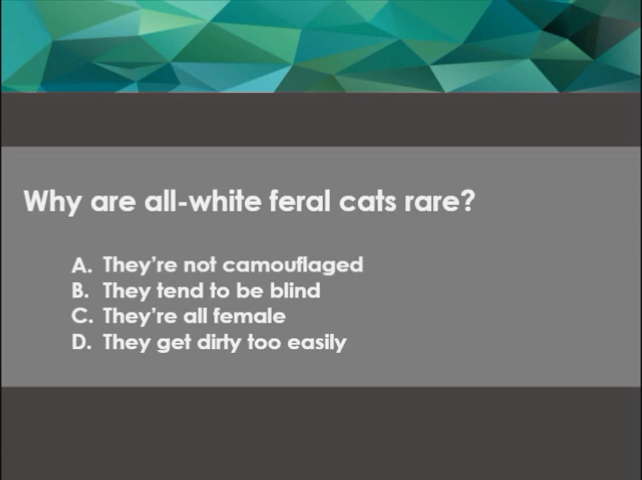 Why are all-white feral cats rare?
A. They're not camouflaged
B. They tend to be blind
C. They're all female
D. They get dirty too easily